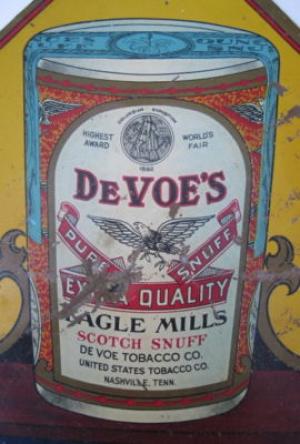 HIGHEST AWARD
WORLD'S FAIR
DEVOE'S
PURE SNUFF
EXTRA QUALITY
EAGLE MILLS
SCOTCH SNUFF
DE VOE TOBACCO CO.
UNITED STATES TOBACCO CO.
NASHVILLE, TENN.